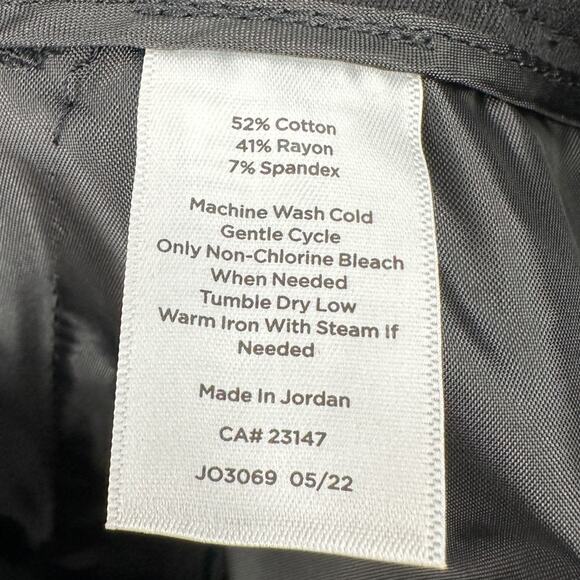 52% Cotton
41% Rayon
7% Spandex
Machine Wash Cold
Gentle Cycle
Only Non-Chlorine Bleach
When Needed
Tumble Dry Low
Warm Iron With Steam If
Needed
Made In Jordan
CA# 23147
JO3069 05/22